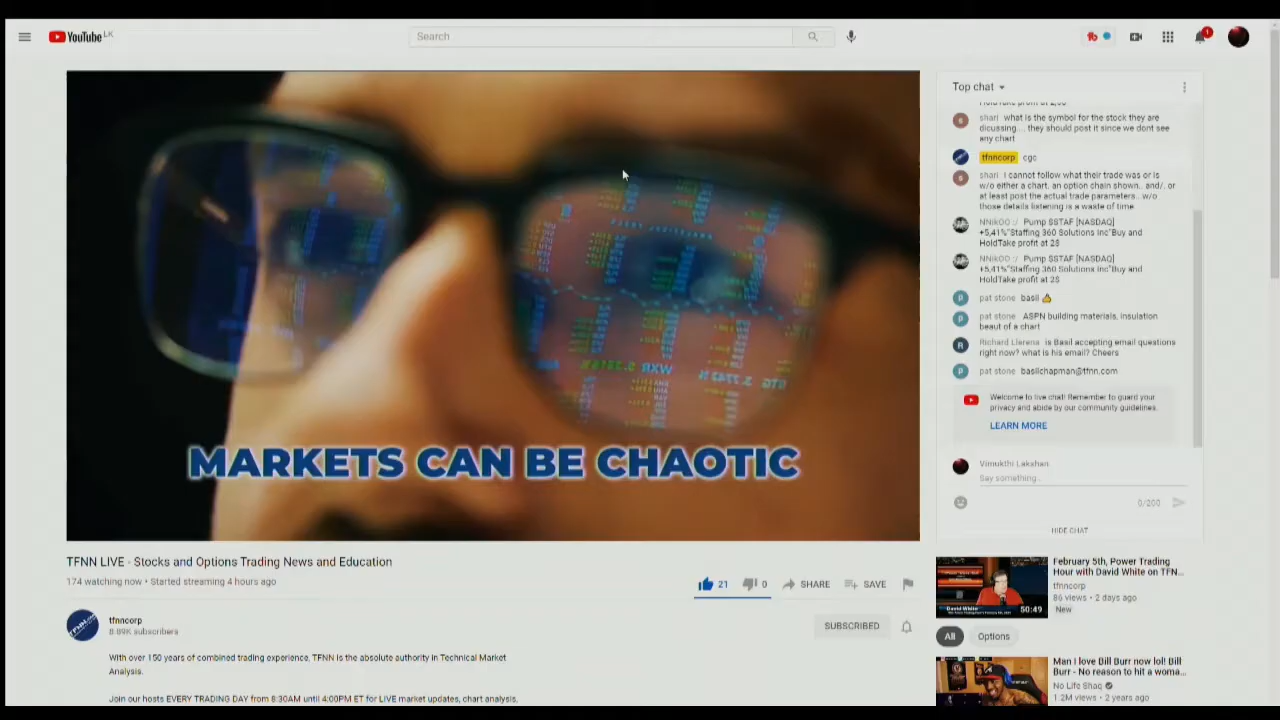 YouTube LK
Search
1
Top chat
shari what is the symbol for the stock they are
dicussing.... they should post it since we dont see
any chart
tfnncorp cgc
shari I cannot follow what their trade was or is
w/o either a chart, an option chain shown.. and/, or
at least post the actual trade parameters.. w/o
those details listening is a waste of time
NNikOO :/ Pump $STAF [NASDAQ]
+5,41%"Staffing 360 Solutions Inc"Buy and
HoldTake profit at 2$
NNikOO :/ Pump $STAF [NASDAQ]
+5,41%"Staffing 360 Solutions Inc"Buy and
HoldTake profit at 2$
pat stone basil 👍
pat stone ASPN building materials, insulation
beaut of a chart
Richard Llerena is Basil accepting email questions
right now? what is his email? Cheers
pat stone basilchapman@tfnn.com
Welcome to live chat! Remember to guard your
privacy and abide by our community guidelines.
LEARN MORE
Vimukthi Lakshan
Say something...
0/200
HIDE CHAT
MARKETS CAN BE CHAOTIC
TFNN LIVE - Stocks and Options Trading News and Education
174 watching now • Started streaming 4 hours ago
21 0 SHARE SAVE
tfnncorp
8.89K subscribers
SUBSCRIBED
With over 150 years of combined trading experience, TFNN is the absolute authority in Technical Market
Analysis.
Join our hosts EVERY TRADING DAY from 8:30AM until 4:00PM ET for LIVE market updates, chart analysis,
February 5th, Power Trading
Hour with David White on TFN...
tfnncorp
86 views • 2 days ago
New
David White
50:49
All
Options
Man I love Bill Burr now lol! Bill
Burr - No reason to hit a woma...
No Life Shaq
1.2M views • 2 years ago